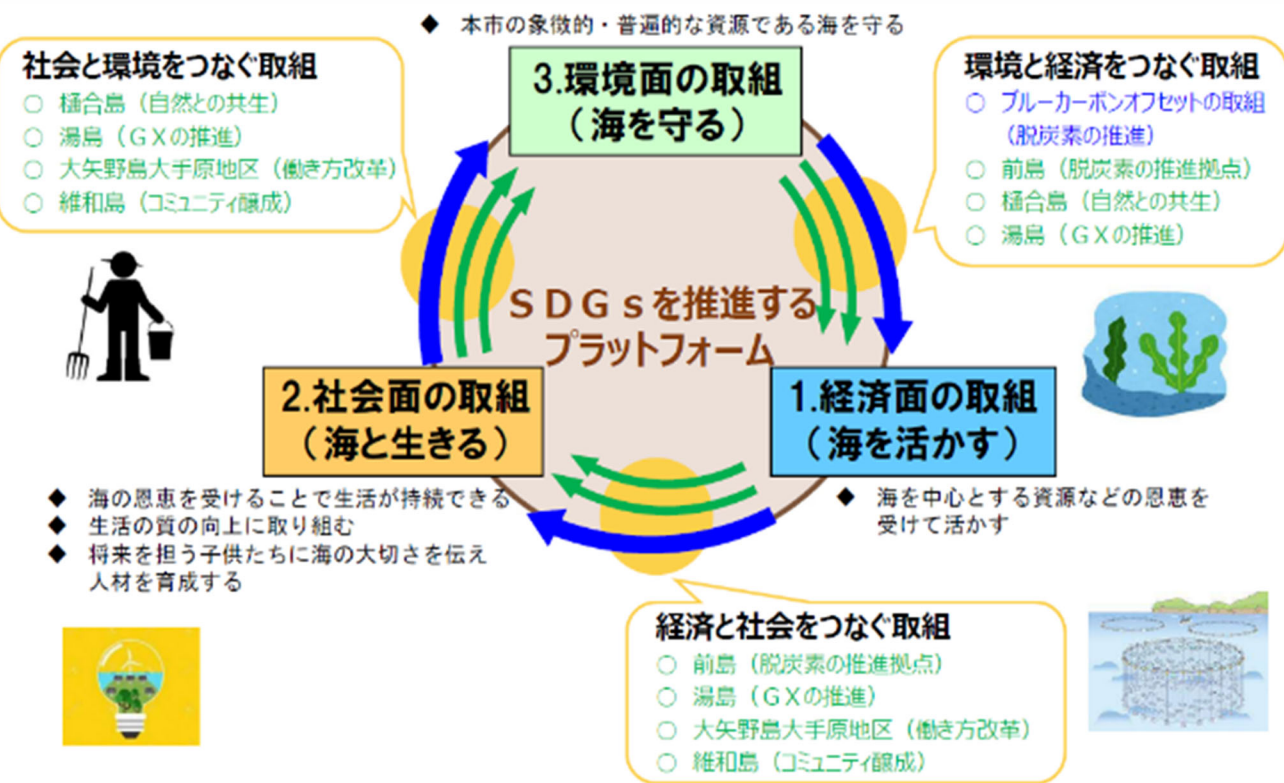 ◆ 本市の象徴的・普遍的な資源である海を守る
社会と環境をつなぐ取組
○ 樋合島（自然との共生）
○ 湯島（ＧＸの推進）
○ 大矢野島大手原地区（働き方改革）
○ 維和島（コミュニティ醸成）
3.環境面の取組
（海を守る）
環境と経済をつなぐ取組
○ ブルーカーボンオフセットの取組
（脱炭素の推進）
○ 前島（脱炭素の推進拠点）
○ 樋合島（自然との共生）
○ 湯島（ＧＸの推進）
ＳＤＧｓを推進する
プラットフォーム
2.社会面の取組
（海と生きる）
1.経済面の取組
（海を活かす）
◆ 海の恩恵を受けることで生活が持続できる
◆ 生活の質の向上に取り組む
◆ 将来を担う子供たちに海の大切さを伝え
人材を育成する
◆ 海を中心とする資源などの恩恵を
受けて活かす
経済と社会をつなぐ取組
○ 前島（脱炭素の推進拠点）
○ 湯島（ＧＸの推進）
○ 大矢野島大手原地区（働き方改革）
○ 維和島（コミュニティ醸成）